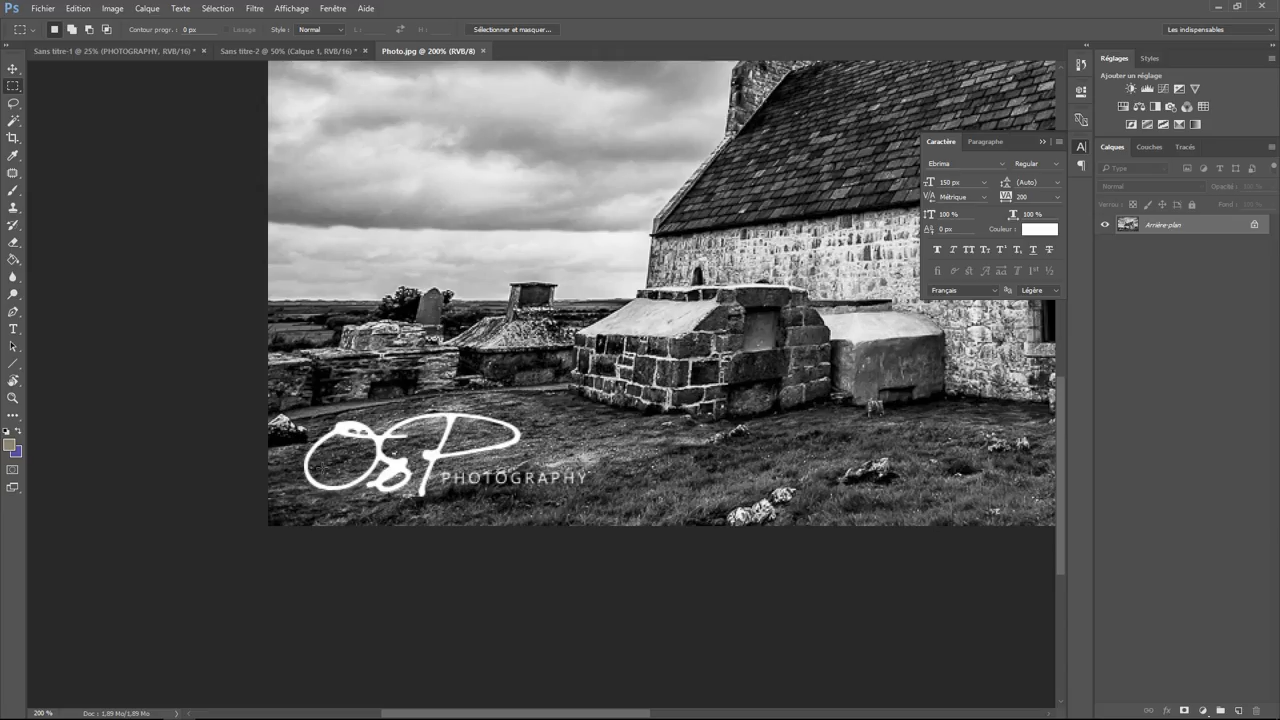 Ps Fichier Edition Image Calque Texte Sélection Filtre Affichage Fenêtre Aide
Contour progr. : 0 px Lissage Style : Normal L. : H. : Sélectionner et masquer... Les indispensables
Sans titre-1 @ 25% (PHOTOGRAPHY, RVB/16) * × Sans titre-2 @ 50% (Calque 1, RVB/16) * × Photo.jpg @ 200% (RVB/8) ×
Réglages Styles
Ajouter un réglage
Caractère Paragraphe
Ebrima Regular
150 px (Auto)
Métrique 200
100 % 100 %
0 px Couleur :
Français Légère
Calques Couches Tracés
Type
Normal Opacité : 100 %
Verrou : Fond : 100 %
Arrière-plan
OSP
PHOTOGRAPHY
200 % Doc : 1,89 Mo/1,89 Mo